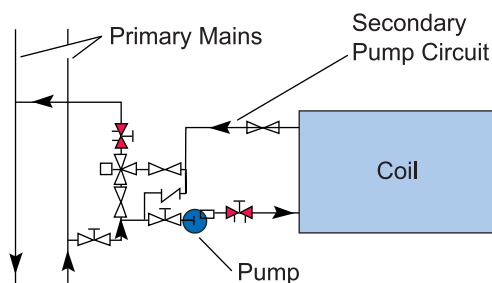 Primary Mains
Secondary
Pump Circuit
Coil
Pump